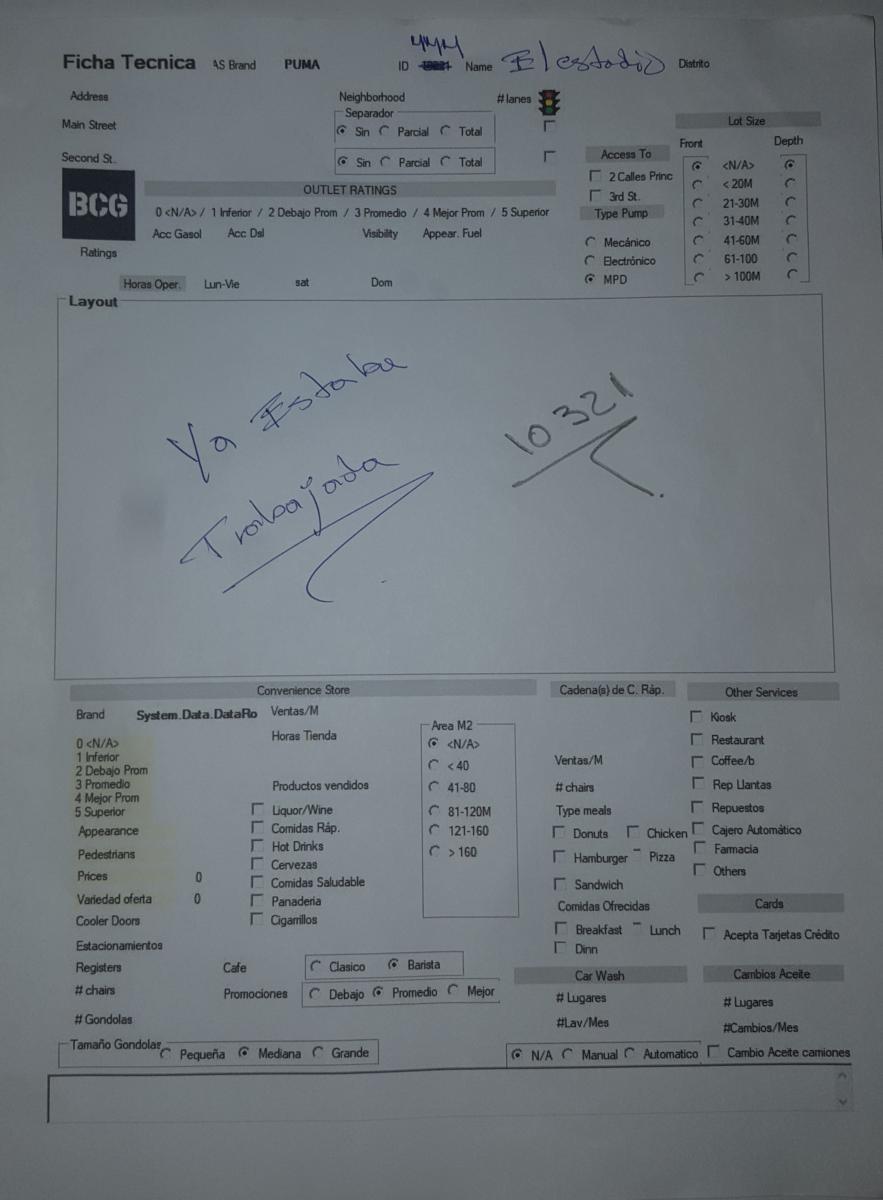 Ficha Tecnica AS Brand PUMA ID Name El estadio Distrito
Address Neighborhood # lanes
Main Street Separador
Sin Parcial Total
Second St. Sin Parcial Total
Lot Size
Front Depth
<N/A>
< 20M
21-30M
31-40M
41-60M
61-100
> 100M
Access To
2 Calles Princ
3rd St.
Type Pump
Mecánico
Electrónico
MPD
BCG
Ratings
OUTLET RATINGS
0 <N/A> / 1 Inferior / 2 Debajo Prom / 3 Promedio / 4 Mejor Prom / 5 Superior
Acc Gasol Acc Dsl Visibility Appear. Fuel
Horas Oper. Lun-Vie sat Dom
Layout
Ya Estaba
Trabajada
10321
Convenience Store
Brand System.Data.DataRo Ventas/M
Horas Tienda
0 <N/A>
1 Inferior
2 Debajo Prom
3 Promedio
4 Mejor Prom
5 Superior
Appearance
Pedestrians
Prices 0
Variedad oferta 0
Cooler Doors
Estacionamientos
Registers
# chairs
# Gondolas
Productos vendidos
Liquor/Wine
Comidas Ráp.
Hot Drinks
Cervezas
Comidas Saludable
Panaderia
Cigarrillos
Area M2
<N/A>
< 40
41-80
81-120M
121-160
> 160
Cafe Clasico Barista
Promociones Debajo Promedio Mejor
Tamaño Gondolas Pequeña Mediana Grande
Cadena(s) de C. Ráp.
Ventas/M
# chairs
Type meals
Donuts Chicken
Hamburger Pizza
Sandwich
Comidas Ofrecidas
Breakfast Lunch
Dinn
Car Wash
# Lugares
#Lav/Mes
N/A Manual Automatico
Other Services
Kiosk
Restaurant
Coffee/b
Rep Llantas
Repuestos
Cajero Automático
Farmacia
Others
Cards
Acepta Tarjetas Crédito
Cambios Aceite
# Lugares
#Cambios/Mes
Cambio Aceite camiones